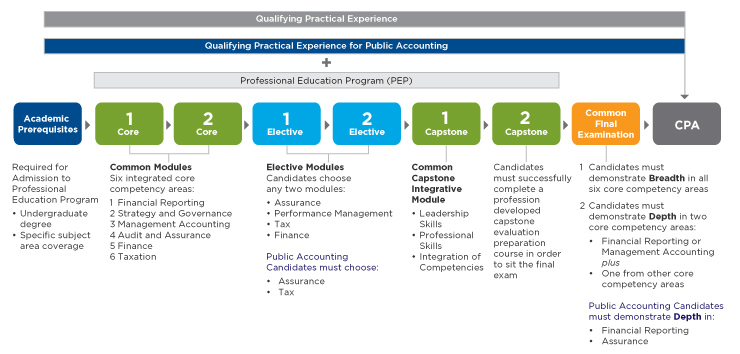 Qualifying Practical Experience
Qualifying Practical Experience for Public Accounting
+
Professional Education Program (PEP)
Academic
Prerequisites
1
Core
2
Core
1
Elective
2
Elective
1
Capstone
2
Capstone
Common
Final
Examination
CPA
Required for
Admission to
Professional
Education Program
• Undergraduate
degree
• Specific subject
area coverage
Common Modules
Six integrated core
competency areas:
1 Financial Reporting
2 Strategy and Governance
3 Management Accounting
4 Audit and Assurance
5 Finance
6 Taxation
Elective Modules
Candidates choose
any two modules:
• Assurance
• Performance Management
• Tax
• Finance
Public Accounting
Candidates must choose:
• Assurance
• Tax
Common
Capstone
Integrative
Module
• Leadership
Skills
• Professional
Skills
• Integration of
Competencies
Candidates
must successfully
complete a
profession
developed
capstone
evaluation
preparation
course in order
to sit the final
exam
1 Candidates must
demonstrate Breadth in all
six core competency areas
2 Candidates must
demonstrate Depth in two
core competency areas:
• Financial Reporting or
Management Accounting
plus
• One from other core
competency areas
Public Accounting Candidates
must demonstrate Depth in:
• Financial Reporting
• Assurance